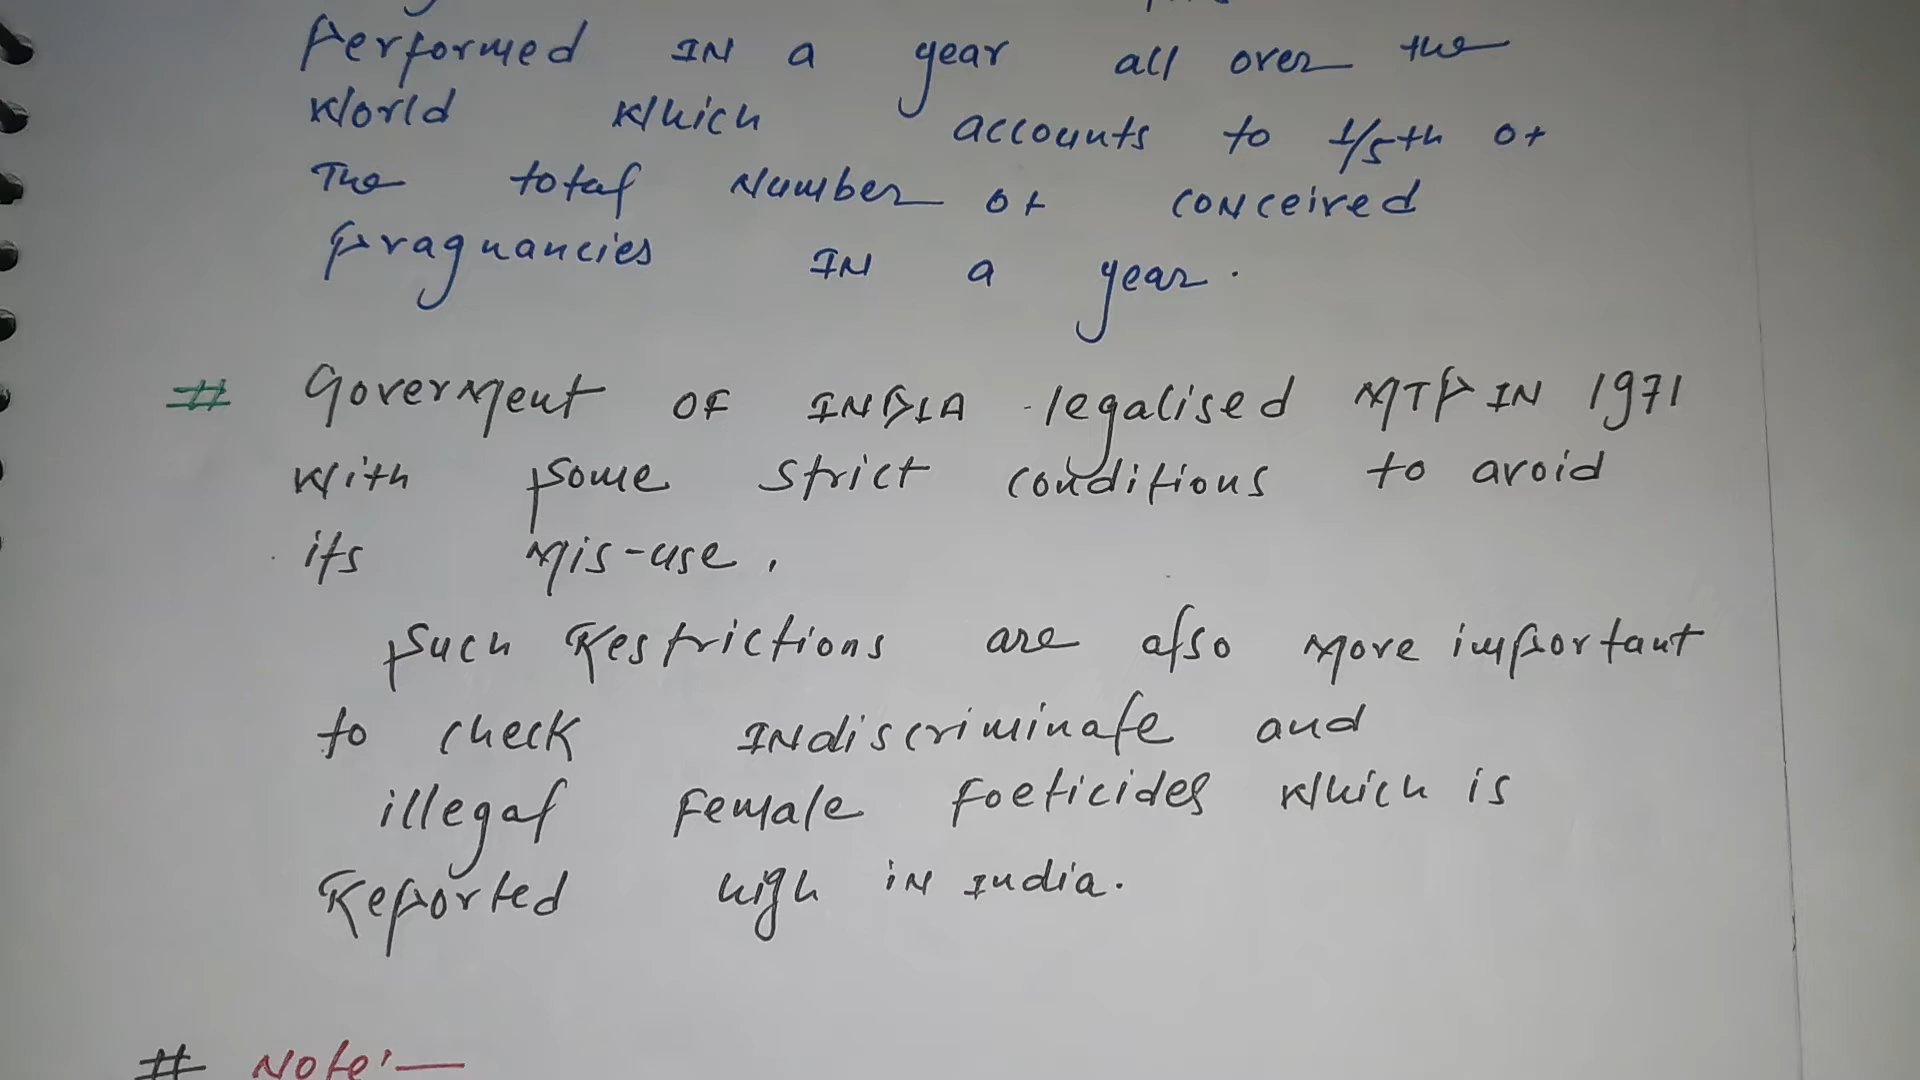 Performed IN a year all over the
World Which accounts to 1/5th of
The total Number of conceived
Pragnancies IN a year.
# Goverment OF INDIA legalised MTP IN 1971
With Some Strict conditions to avoid
its Mis-use.
Such Restrictions are also More important
to check INdiscriminate and
illegal Female Foeticides Which is
Reported high iN India.
# Note:—